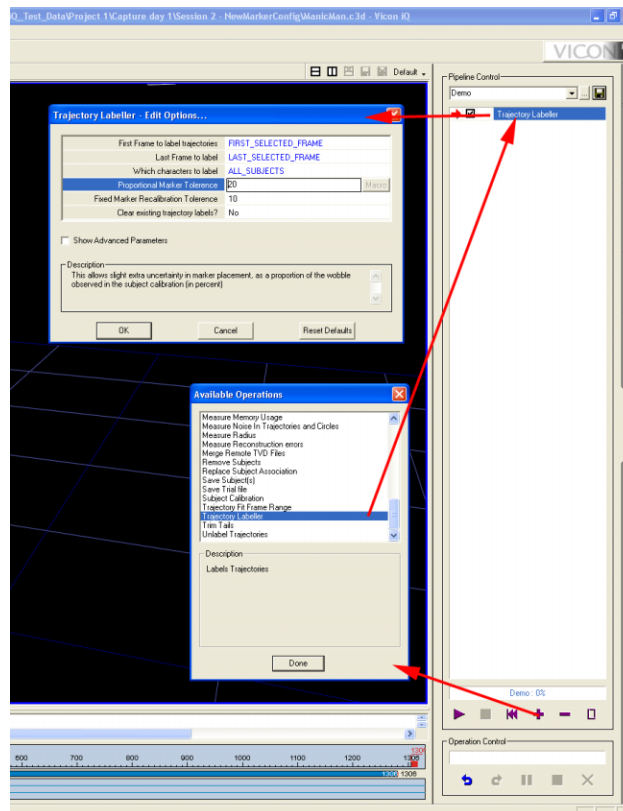 Q_Test_Data\Project 1\Capture day 1\Session 2 - NewMarkerConfig\ManicMan.c3d - Vicon iQ
VICON
Default
Pipeline Control
Demo
...
Trajectory Labeller
Trajectory Labeller - Edit Options...
First Frame to label trajectories FIRST_SELECTED_FRAME
Last Frame to label LAST_SELECTED_FRAME
Which characters to label ALL_SUBJECTS
Proportional Marker Tolerence 20 Macro
Fixed Marker Recalibration Tolerence 10
Clear existing trajectory labels? No
Show Advanced Parameters
Description
This allows slight extra uncertainty in marker placement, as a proportion of the wobble
observed in the subject calibration (in percent)
OK Cancel Reset Defaults
Available Operations
Measure Memory Usage
Measure Noise In Trajectories and Circles
Measure Radius
Measure Reconstruction errors
Merge Remote TVD Files
Remove Subjects
Replace Subject Association
Save Subject(s)
Save Trial file
Subject Calibration
Trajectory Fit Frame Range
Trajectory Labeller
Trim Tails
Unlabel Trajectories
Description
Labels Trajectories
Done
Demo : 0%
Operation Control
600 700 800 900 1000 1100 1200 1306
1306 1306